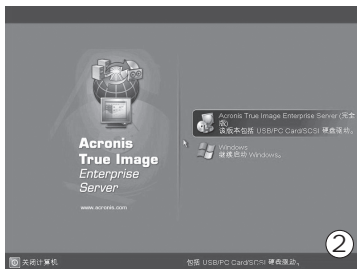 Acronis
True Image
Enterprise
Server
www.acronis.com
Acronis True Image Enterprise Server (完全
版)
该版本包括 USB/PC Card/SCSI 硬盘驱动。
Windows
继续启动 Windows。
关闭计算机
包括 USB/PC Card/SCSI 硬盘驱动。
2